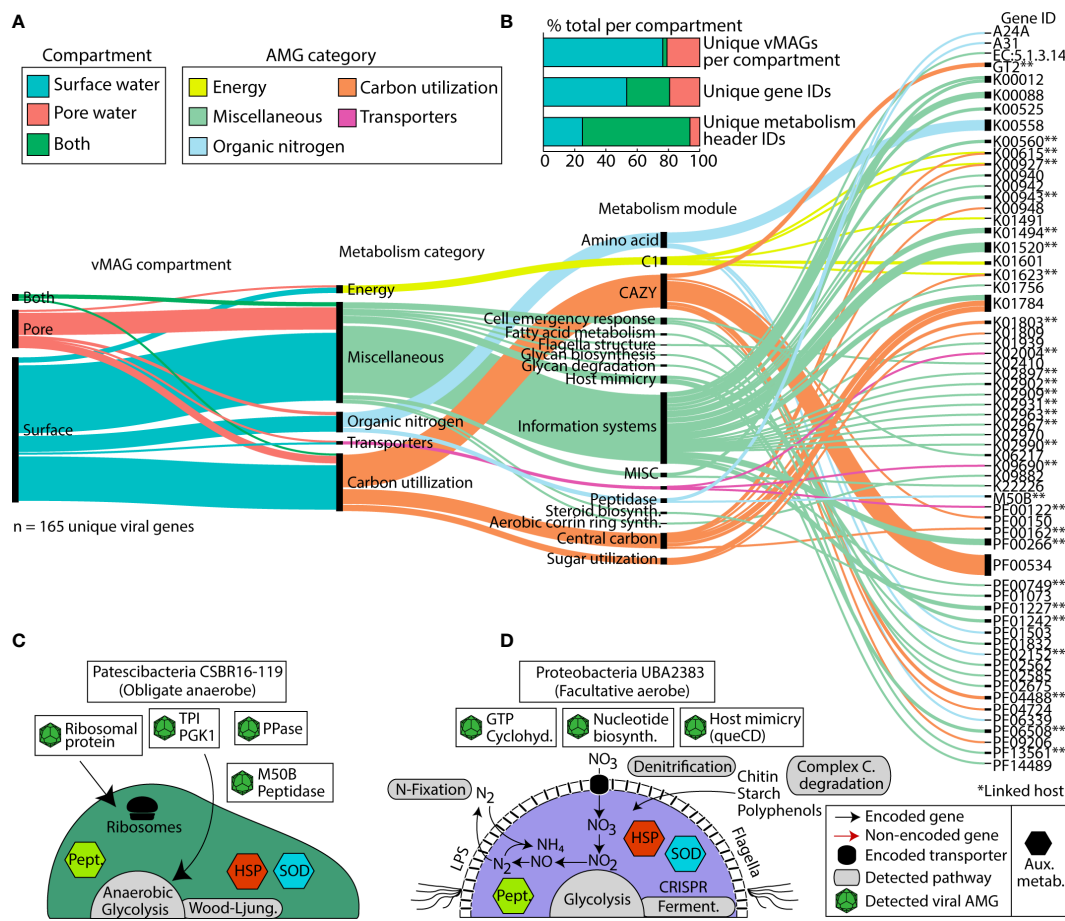 A
Compartment
Surface water
Pore water
Both
AMG category
Energy
Miscellaneous
Organic nitrogen
Carbon utilization
Transporters
B
% total per compartment
Unique vMAGs
per compartment
Unique gene IDs
Unique metabolism
header IDs
0 20 40 60 80 100
vMAG compartment
Metabolism category
Metabolism module
Gene ID
Both
Pore
Surface
n = 165 unique viral genes
Energy
Miscellaneous
Organic nitrogen
Transporters
Carbon utilization
Amino acid
C1
CAZY
Cell emergency response
Fatty acid metabolism
Flagella structure
Glycan biosynthesis
Glycan degradation
Host mimicry
Information systems
MISC
Peptidase
Steroid biosynth.
Aerobic corrin ring synth.
Central carbon
Sugar utilization
A24A
A31
EC:5.1.3.14
GT2**
K00012
K00088
K00525
K00558
K00560**
K00615**
K00927**
K00940
K00942
K00943**
K00948
K01491
K01494**
K01520**
K01601
K01623**
K01756
K01784
K01803**
K01809
K01939
K02004**
K02410
K02897**
K02902**
K02909**
K02931**
K02963**
K02967**
K02970
K02990**
K06217
K09690**
K09882
K22226
M50B**
PF00122**
PF00150
PF00162**
PF00266**
PF00534
PF00749**
PF01073
PF01227**
PF01242**
PF01503
PF01832
PF02152**
PF02562
PF02585
PF02675
PF04488**
PF04724
PF06339
PF06508**
PF09206
PF13561**
PF14489
*Linked host
C
Patescibacteria CSBR16-119
(Obligate anaerobe)
Ribosomal
protein
TPI
PGK1
PPase
M50B
Peptidase
Ribosomes
Pept.
HSP
SOD
Anaerobic
Glycolysis
Wood-Ljung.
D
Proteobacteria UBA2383
(Facultative aerobe)
GTP
Cyclohyd.
Nucleotide
biosynth.
Host mimicry
(queCD)
NO3
Denitrification
Complex C.
degradation
Chitin
Starch
Polyphenols
N-Fixation
N2
NO3
NH4
N2
NO
NO2
HSP
SOD
LPS
Flagella
Pept.
Glycolysis
CRISPR
Ferment.
Encoded gene
Non-encoded gene
Encoded transporter
Detected pathway
Detected viral AMG
Aux.
metab.